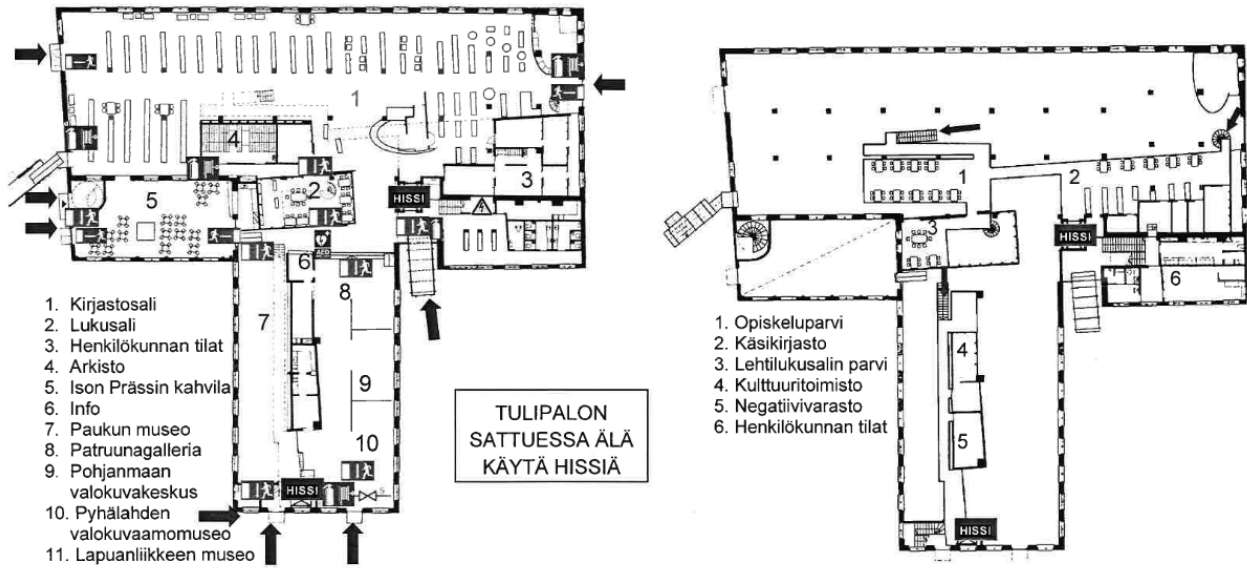 1
4
2
3
5
HISSI
6
AED
8
7
9
10
HISSI
1. Kirjastosali
2. Lukusali
3. Henkilökunnan tilat
4. Arkisto
5. Ison Prässin kahvila
6. Info
7. Paukun museo
8. Patruunagalleria
9. Pohjanmaan
valokuvakeskus
10. Pyhälahden
valokuvaamomuseo
11. Lapuanliikkeen museo
TULIPALON
SATTUESSA ÄLÄ
KÄYTÄ HISSIÄ
1
2
3
HISSI
6
4
5
HISSI
1. Opiskeluparvi
2. Käsikirjasto
3. Lehtilukusalin parvi
4. Kulttuuritoimisto
5. Negatiivivarasto
6. Henkilökunnan tilat